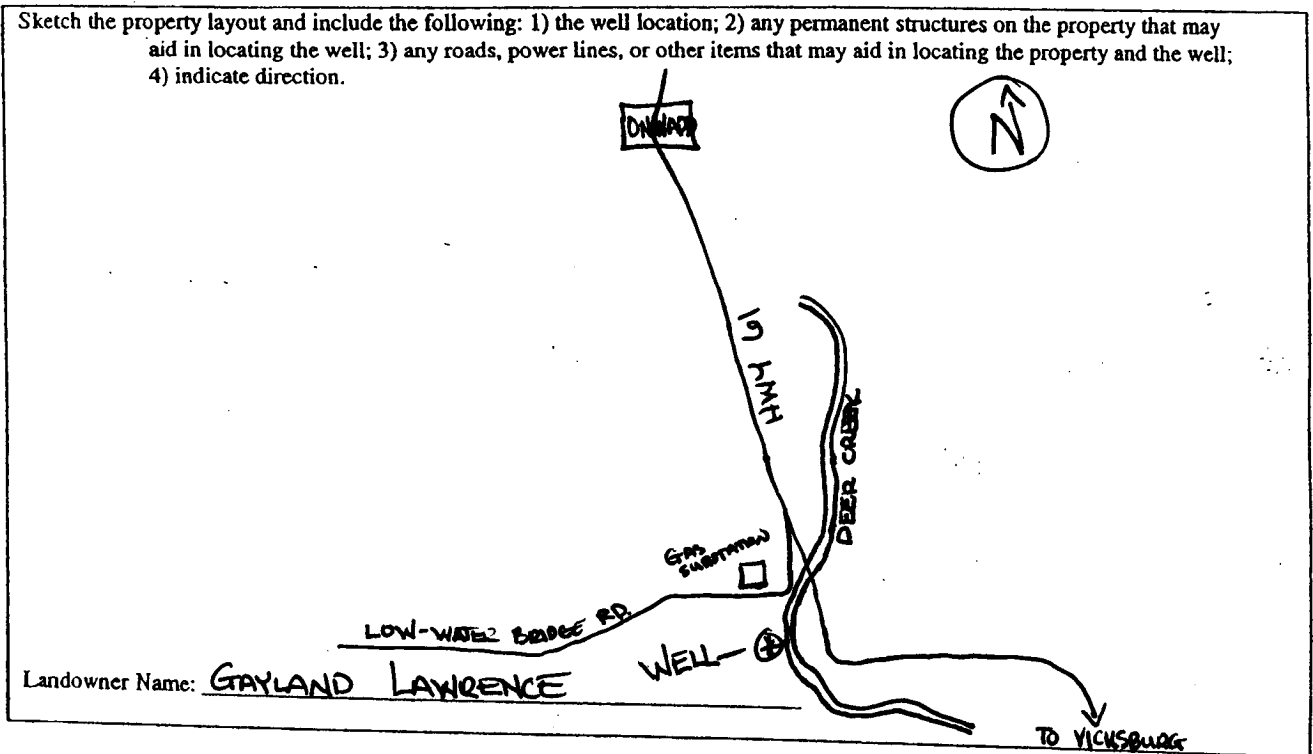 Sketch the property layout and include the following: 1) the well location; 2) any permanent structures on the property that may
aid in locating the well; 3) any roads, power lines, or other items that may aid in locating the property and the well;
4) indicate direction.
ONWARD
N
HWY 61
DEER CREEK
GAS
SUBSTATION
LOW-WATER BRIDGE RD.
WELL
Landowner Name: GAYLAND LAWRENCE
TO VICKSBURG